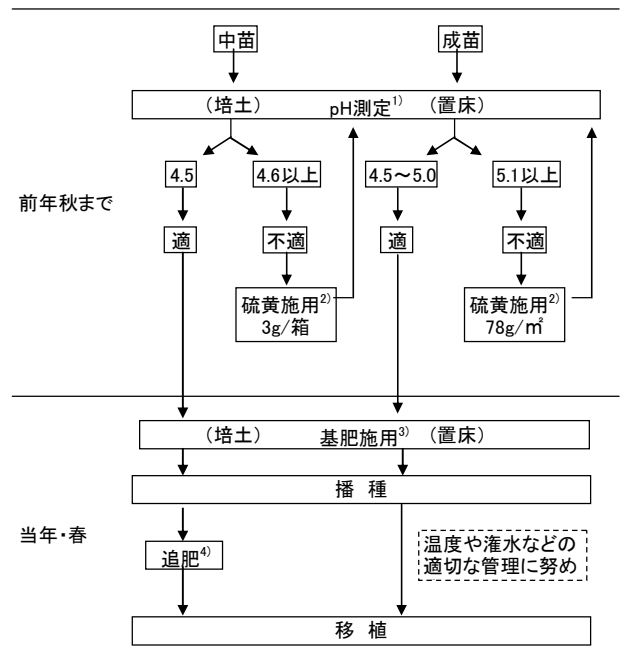 中苗 成苗
(培土) pH測定1) (置床)
4.5 4.6以上 4.5～5.0 5.1以上
前年秋まで
適 不適 適 不適
硫黄施用2) 硫黄施用2)
3g/箱 78g/㎡
(培土) 基肥施用3) (置床)
播 種
当年・春
追肥4)
温度や潅水などの
適切な管理に努め
移 植